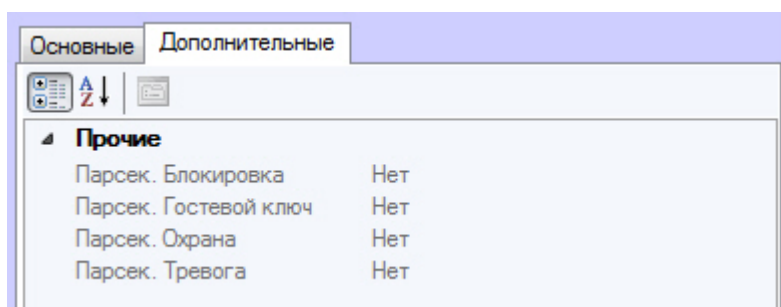 Основные Дополнительные
Прочие
Парсек. Блокировка Нет
Парсек. Гостевой ключ Нет
Парсек. Охрана Нет
Парсек. Тревога Нет